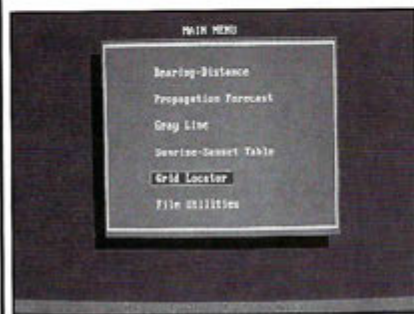 MAIN MENU
Bearing-Distance
Propagation Forecast
Gray Line
Sunrise-Sunset Table
Grid Locator
File Utilities